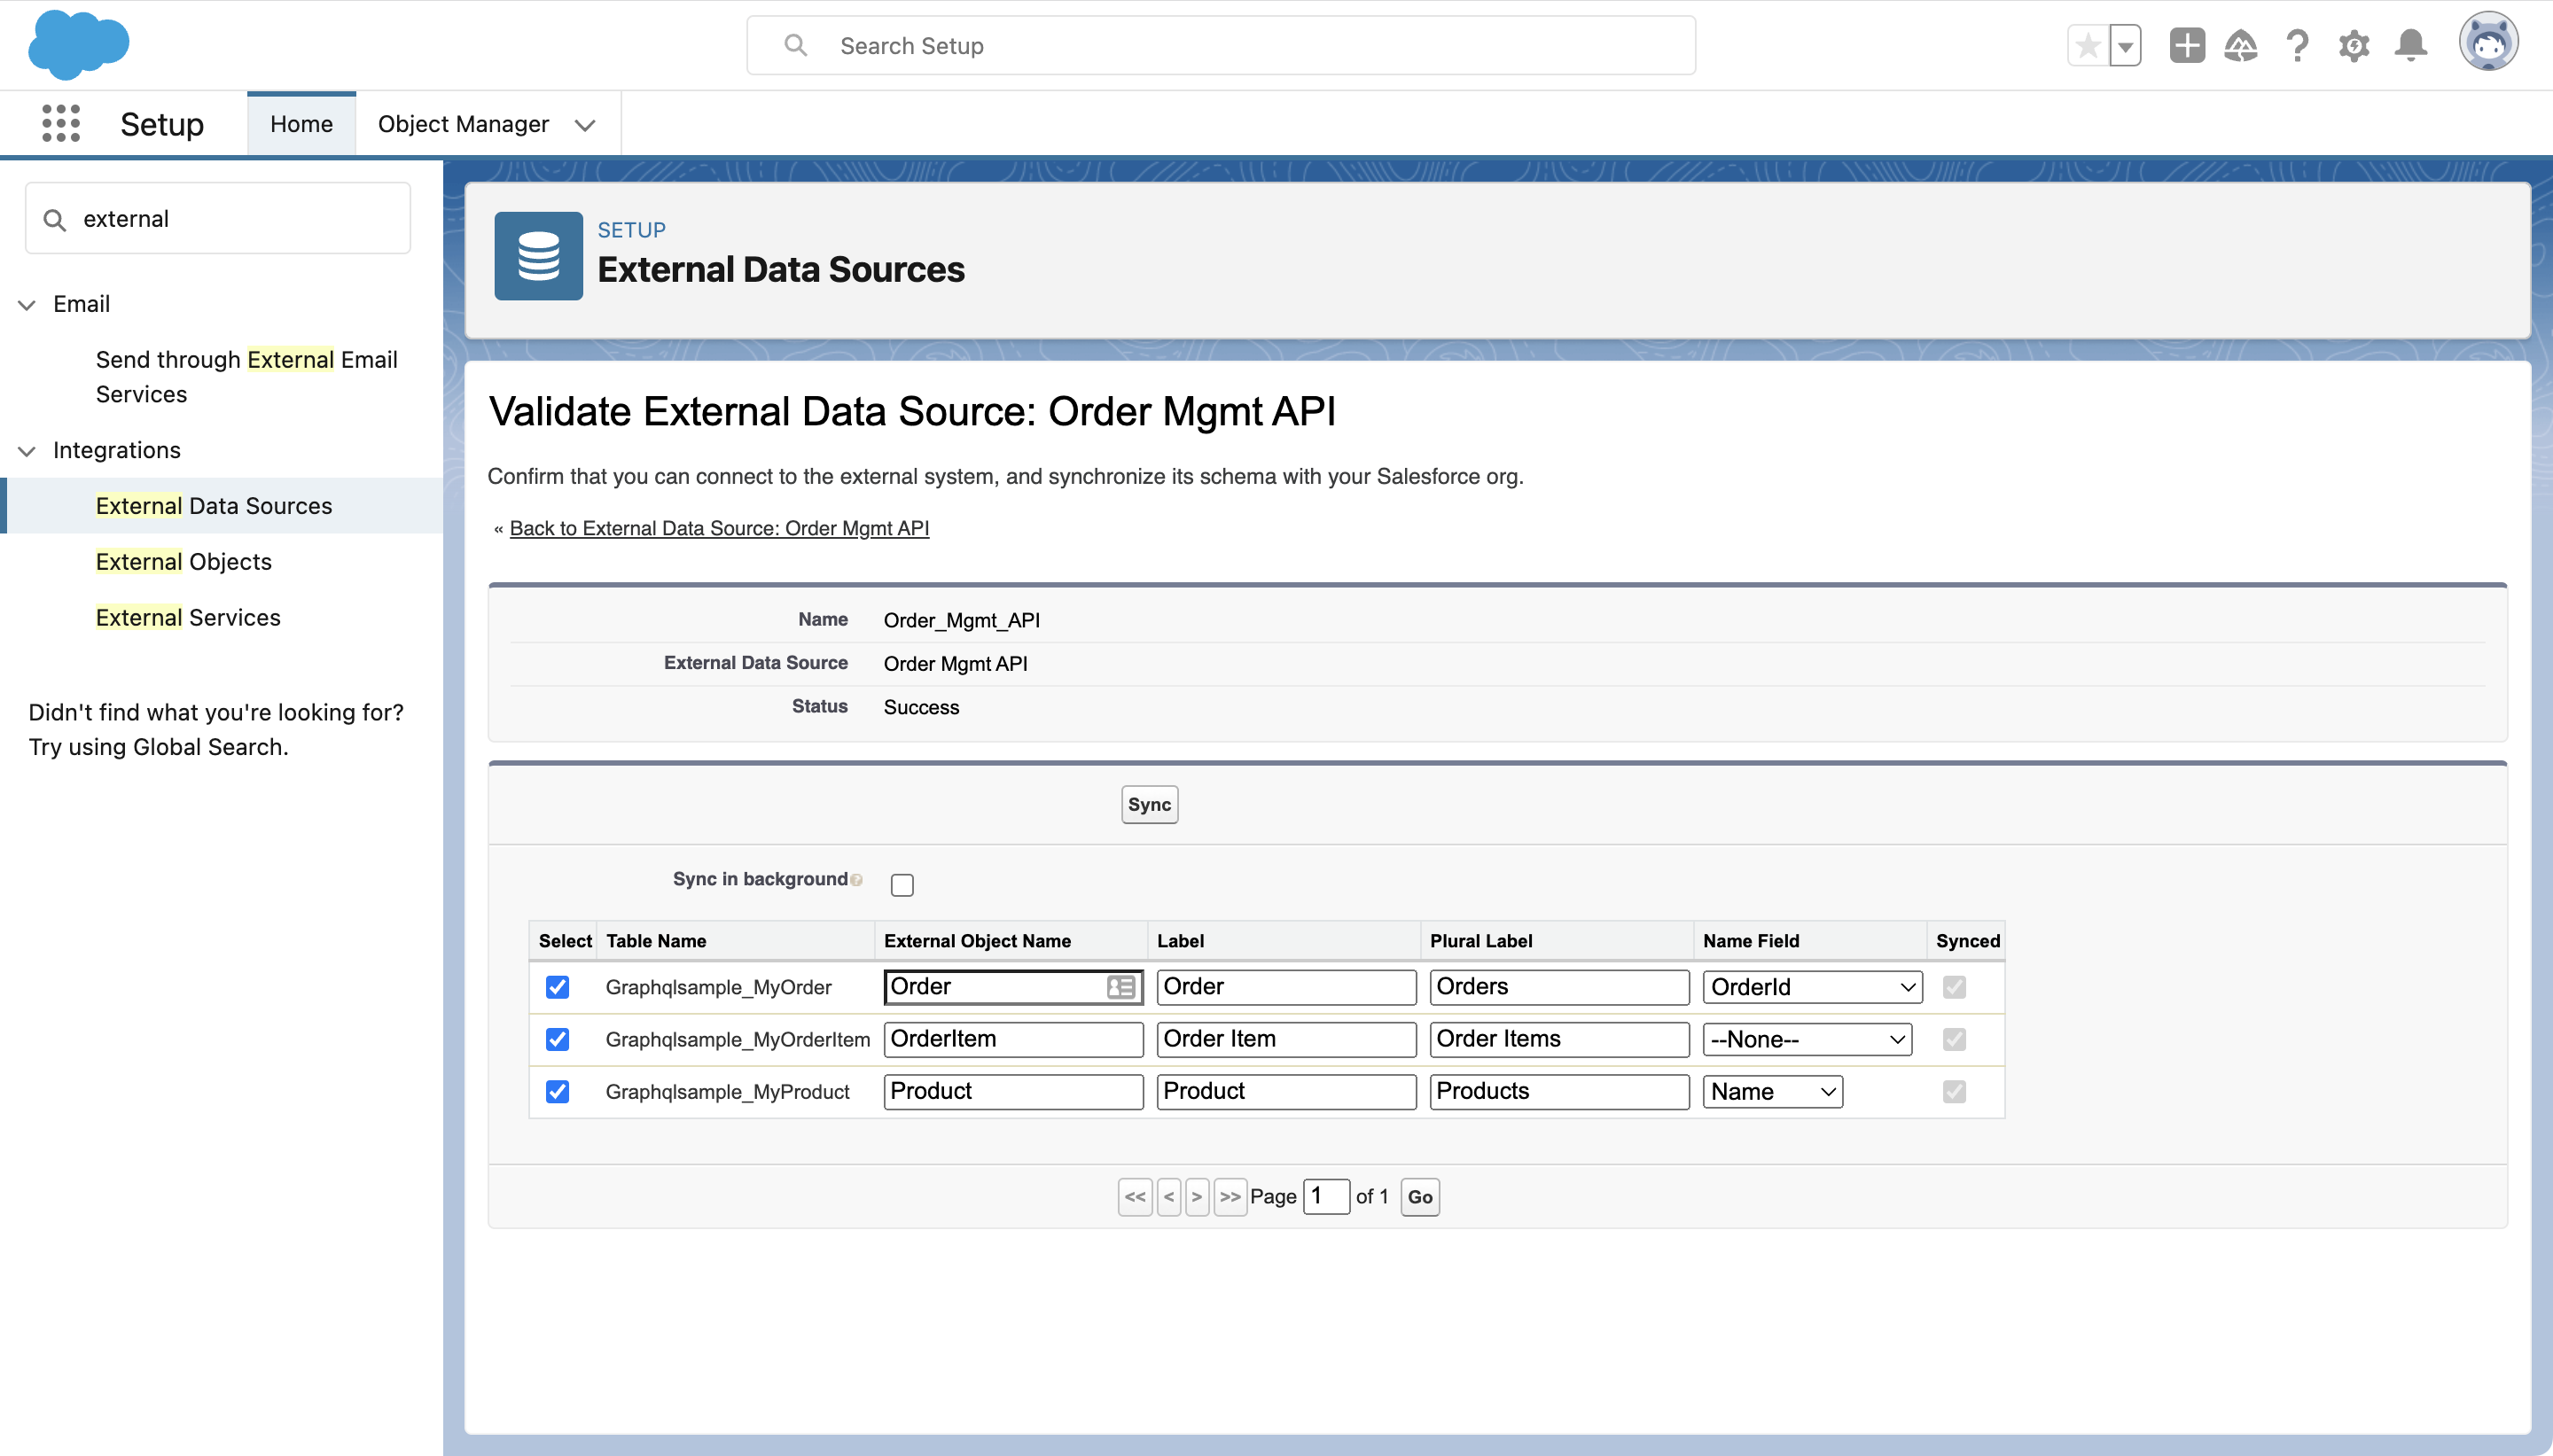 Search Setup
Setup
Home
Object Manager
external
Email
Send through External Email
Services
Integrations
External Data Sources
External Objects
External Services
Didn't find what you're looking for?
Try using Global Search.
SETUP
External Data Sources
Validate External Data Source: Order Mgmt API
Confirm that you can connect to the external system, and synchronize its schema with your Salesforce org.
« Back to External Data Source: Order Mgmt API
Name Order_Mgmt_API
External Data Source Order Mgmt API
Status Success
Sync
Sync in background
Select Table Name External Object Name Label Plural Label Name Field Synced
Graphqlsample_MyOrder Order Order Orders OrderId
Graphqlsample_MyOrderItem OrderItem Order Item Order Items --None--
Graphqlsample_MyProduct Product Product Products Name
<< < > >> Page 1 of 1 Go